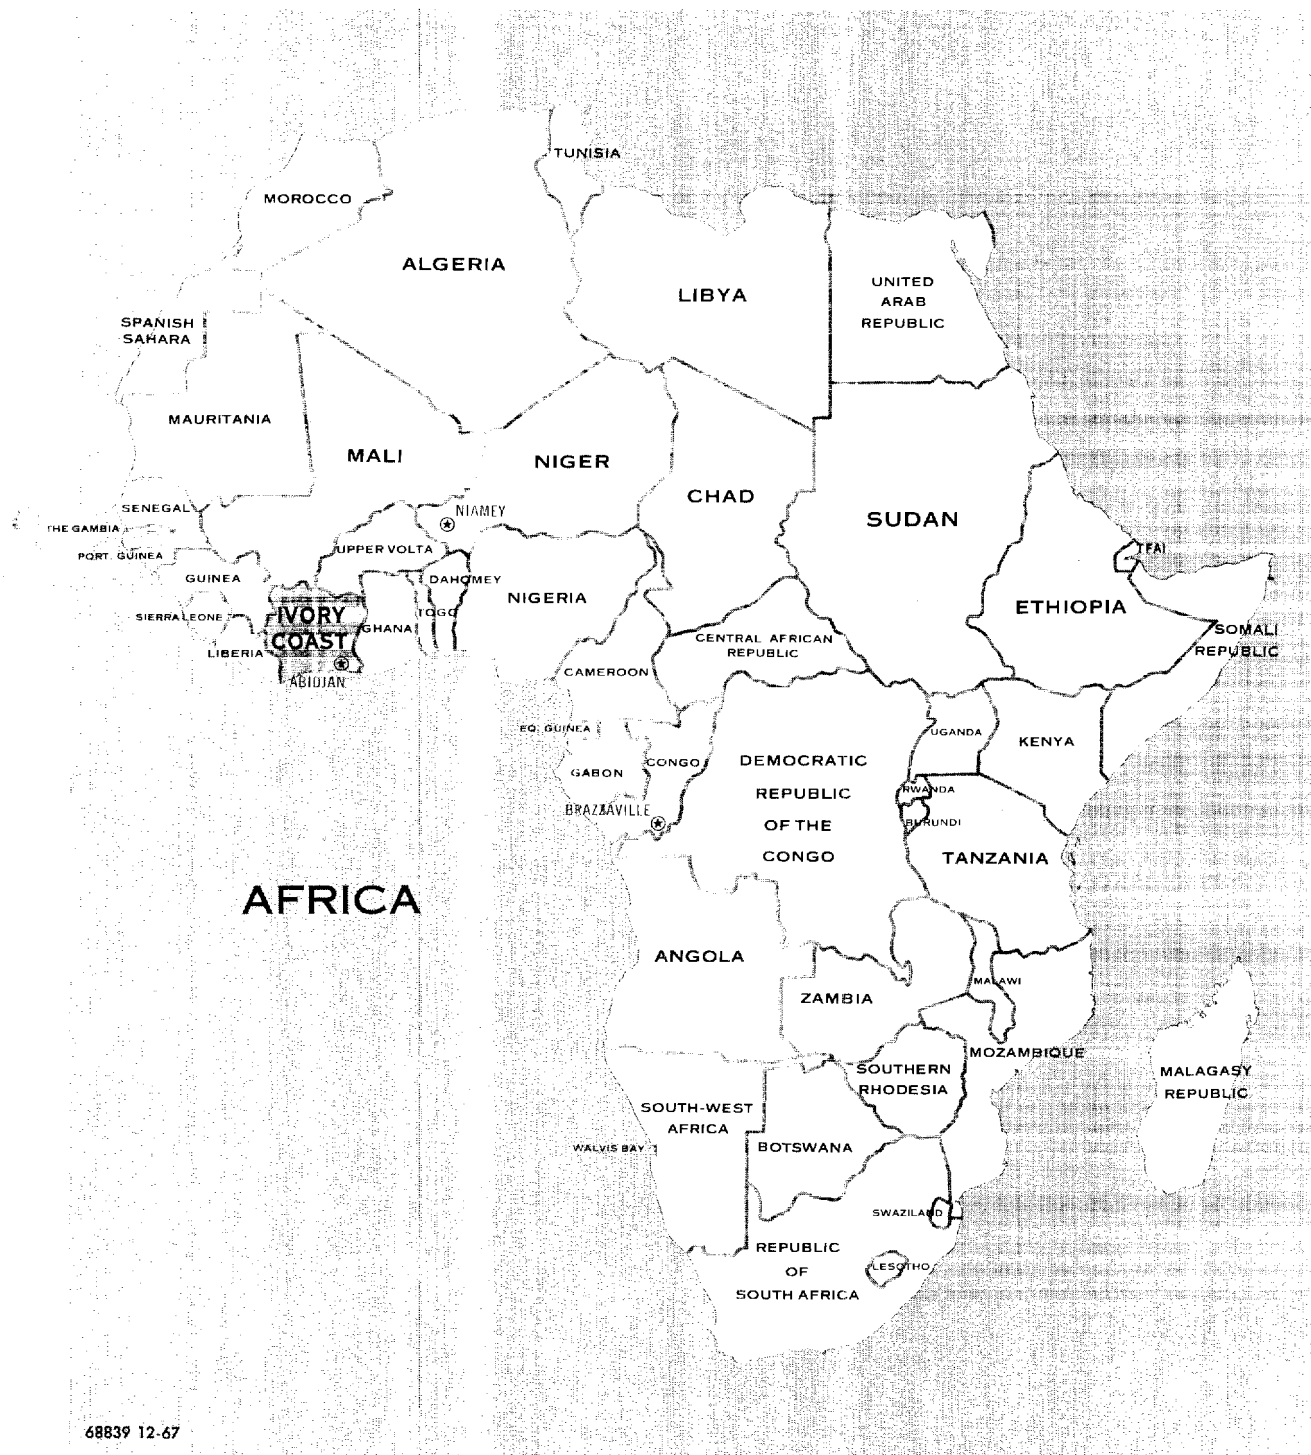 TUNISIA
MOROCCO
ALGERIA
LIBYA
UNITED
ARAB
REPUBLIC
SPANISH
SAHARA
MAURITANIA
MALI
NIGER
CHAD
SUDAN
SENEGAL
NIAMEY
THE GAMBIA
PORT. GUINEA
UPPER VOLTA
TFAI
GUINEA
DAHOMEY
NIGERIA
ETHIOPIA
SIERRA LEONE
IVORY
COAST
TOGO
GHANA
LIBERIA
ABIDJAN
CENTRAL AFRICAN
REPUBLIC
SOMALI
REPUBLIC
CAMEROON
EQ. GUINEA
UGANDA
KENYA
GABON
CONGO
DEMOCRATIC
REPUBLIC
OF THE
CONGO
RWANDA
BURUNDI
BRAZZAVILLE
TANZANIA
AFRICA
ANGOLA
ZAMBIA
MALAWI
MOZAMBIQUE
SOUTHERN
RHODESIA
MALAGASY
REPUBLIC
SOUTH-WEST
AFRICA
WALVIS BAY
BOTSWANA
SWAZILAND
REPUBLIC
OF
SOUTH AFRICA
LESOTHO
68839 12-67